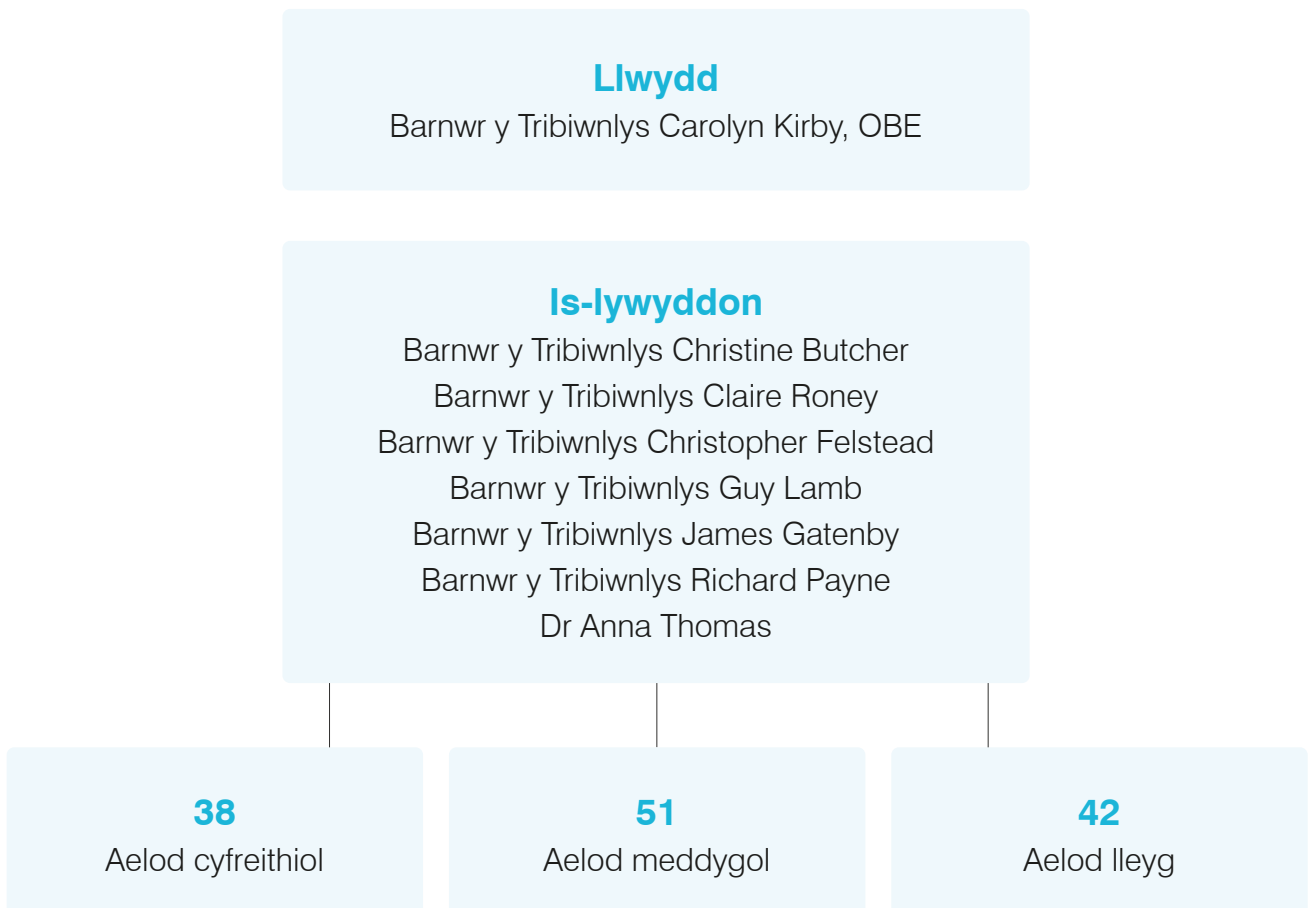 Llwydd
Barnwr y Tribiwnlys Carolyn Kirby, OBE
Is-lywyddon
Barnwr y Tribiwnlys Christine Butcher
Barnwr y Tribiwnlys Claire Roney
Barnwr y Tribiwnlys Christopher Felstead
Barnwr y Tribiwnlys Guy Lamb
Barnwr y Tribiwnlys James Gatenby
Barnwr y Tribiwnlys Richard Payne
Dr Anna Thomas
38
Aelod cyfreithiol
51
Aelod meddygol
42
Aelod lleyg